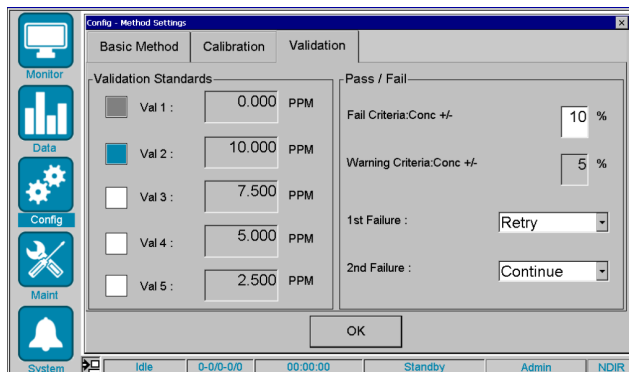 Config - Method Settings
Basic Method Calibration Validation
Monitor
Data
Config
Maint
System
Validation Standards
Val 1 : 0.000 PPM
Val 2 : 10.000 PPM
Val 3 : 7.500 PPM
Val 4 : 5.000 PPM
Val 5 : 2.500 PPM
Pass / Fail
Fail Criteria:Conc +/- 10 %
Warning Criteria:Conc +/- 5 %
1st Failure : Retry
2nd Failure : Continue
OK
Idle 0-0/0-0/0 00:00:00 Standby Admin NDIR